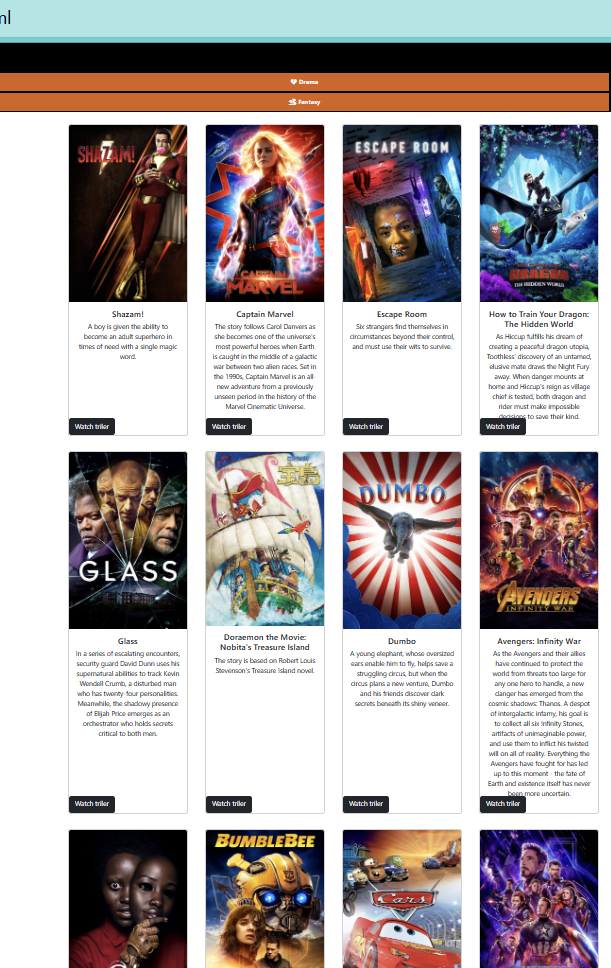 ml
Drama
Fantasy
SHAZAM!
CAPTAIN
MARVEL
ESCAPE ROOM
DRAGON
THE HIDDEN WORLD
Shazam!
A boy is given the ability to
become an adult superhero in
times of need with a single magic
word.
Captain Marvel
The story follows Carol Danvers as
she becomes one of the universe's
most powerful heroes when Earth
is caught in the middle of a galactic
war between two alien races. Set in
the 1990s, Captain Marvel is an all-
new adventure from a previously
unseen period in the history of the
Marvel Cinematic Universe.
Escape Room
Six strangers find themselves in
circumstances beyond their control,
and must use their wits to survive.
How to Train Your Dragon:
The Hidden World
As Hiccup fulfills his dream of
creating a peaceful dragon utopia,
Toothless' discovery of an untamed,
elusive mate draws the Night Fury
away. When danger mounts at
home and Hiccup's reign as village
chief is tested, both dragon and
rider must make impossible
decisions to save their kind.
Watch triler
Watch triler
Watch triler
Watch triler
GLASS
宝島
DUMBO
AVENGERS
INFINITY WAR
Glass
In a series of escalating encounters,
security guard David Dunn uses his
supernatural abilities to track Kevin
Wendell Crumb, a disturbed man
who has twenty-four personalities.
Meanwhile, the shadowy presence
of Elijah Price emerges as an
orchestrator who holds secrets
critical to both men.
Doraemon the Movie:
Nobita's Treasure Island
The story is based on Robert Louis
Stevenson's Treasure Island novel.
Dumbo
A young elephant, whose oversized
ears enable him to fly, helps save a
struggling circus, but when the
circus plans a new venture, Dumbo
and his friends discover dark
secrets beneath its shiny veneer.
Avengers: Infinity War
As the Avengers and their allies
have continued to protect the
world from threats too large for
any one hero to handle, a new
danger has emerged from the
cosmic shadows: Thanos. A despot
of intergalactic infamy, his goal is
to collect all six Infinity Stones,
artifacts of unimaginable power,
and use them to inflict his twisted
will on all of reality. Everything the
Avengers have fought for has led
up to this moment - the fate of
Earth and existence itself has never
been more uncertain.
Watch triler
Watch triler
Watch triler
Watch triler
BUMBLEBEE
Cars